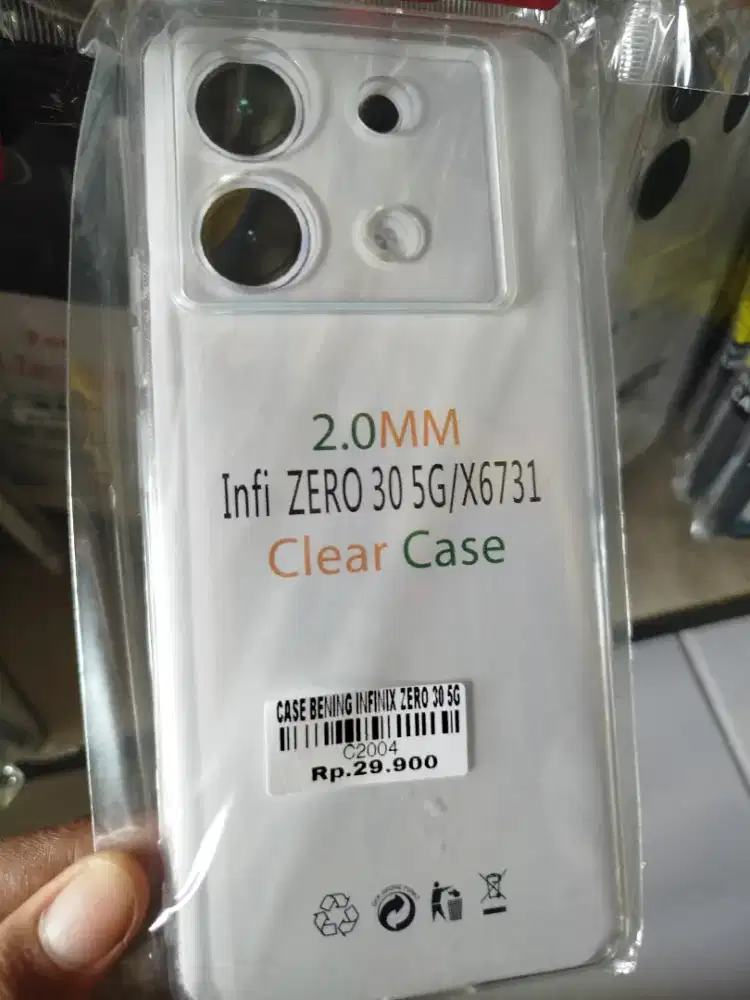 2.0MM
Infi ZERO 30 5G/X6731
Clear Case
CASE BENING INFINIX ZERO 30 5G
C2004
Rp.29.900